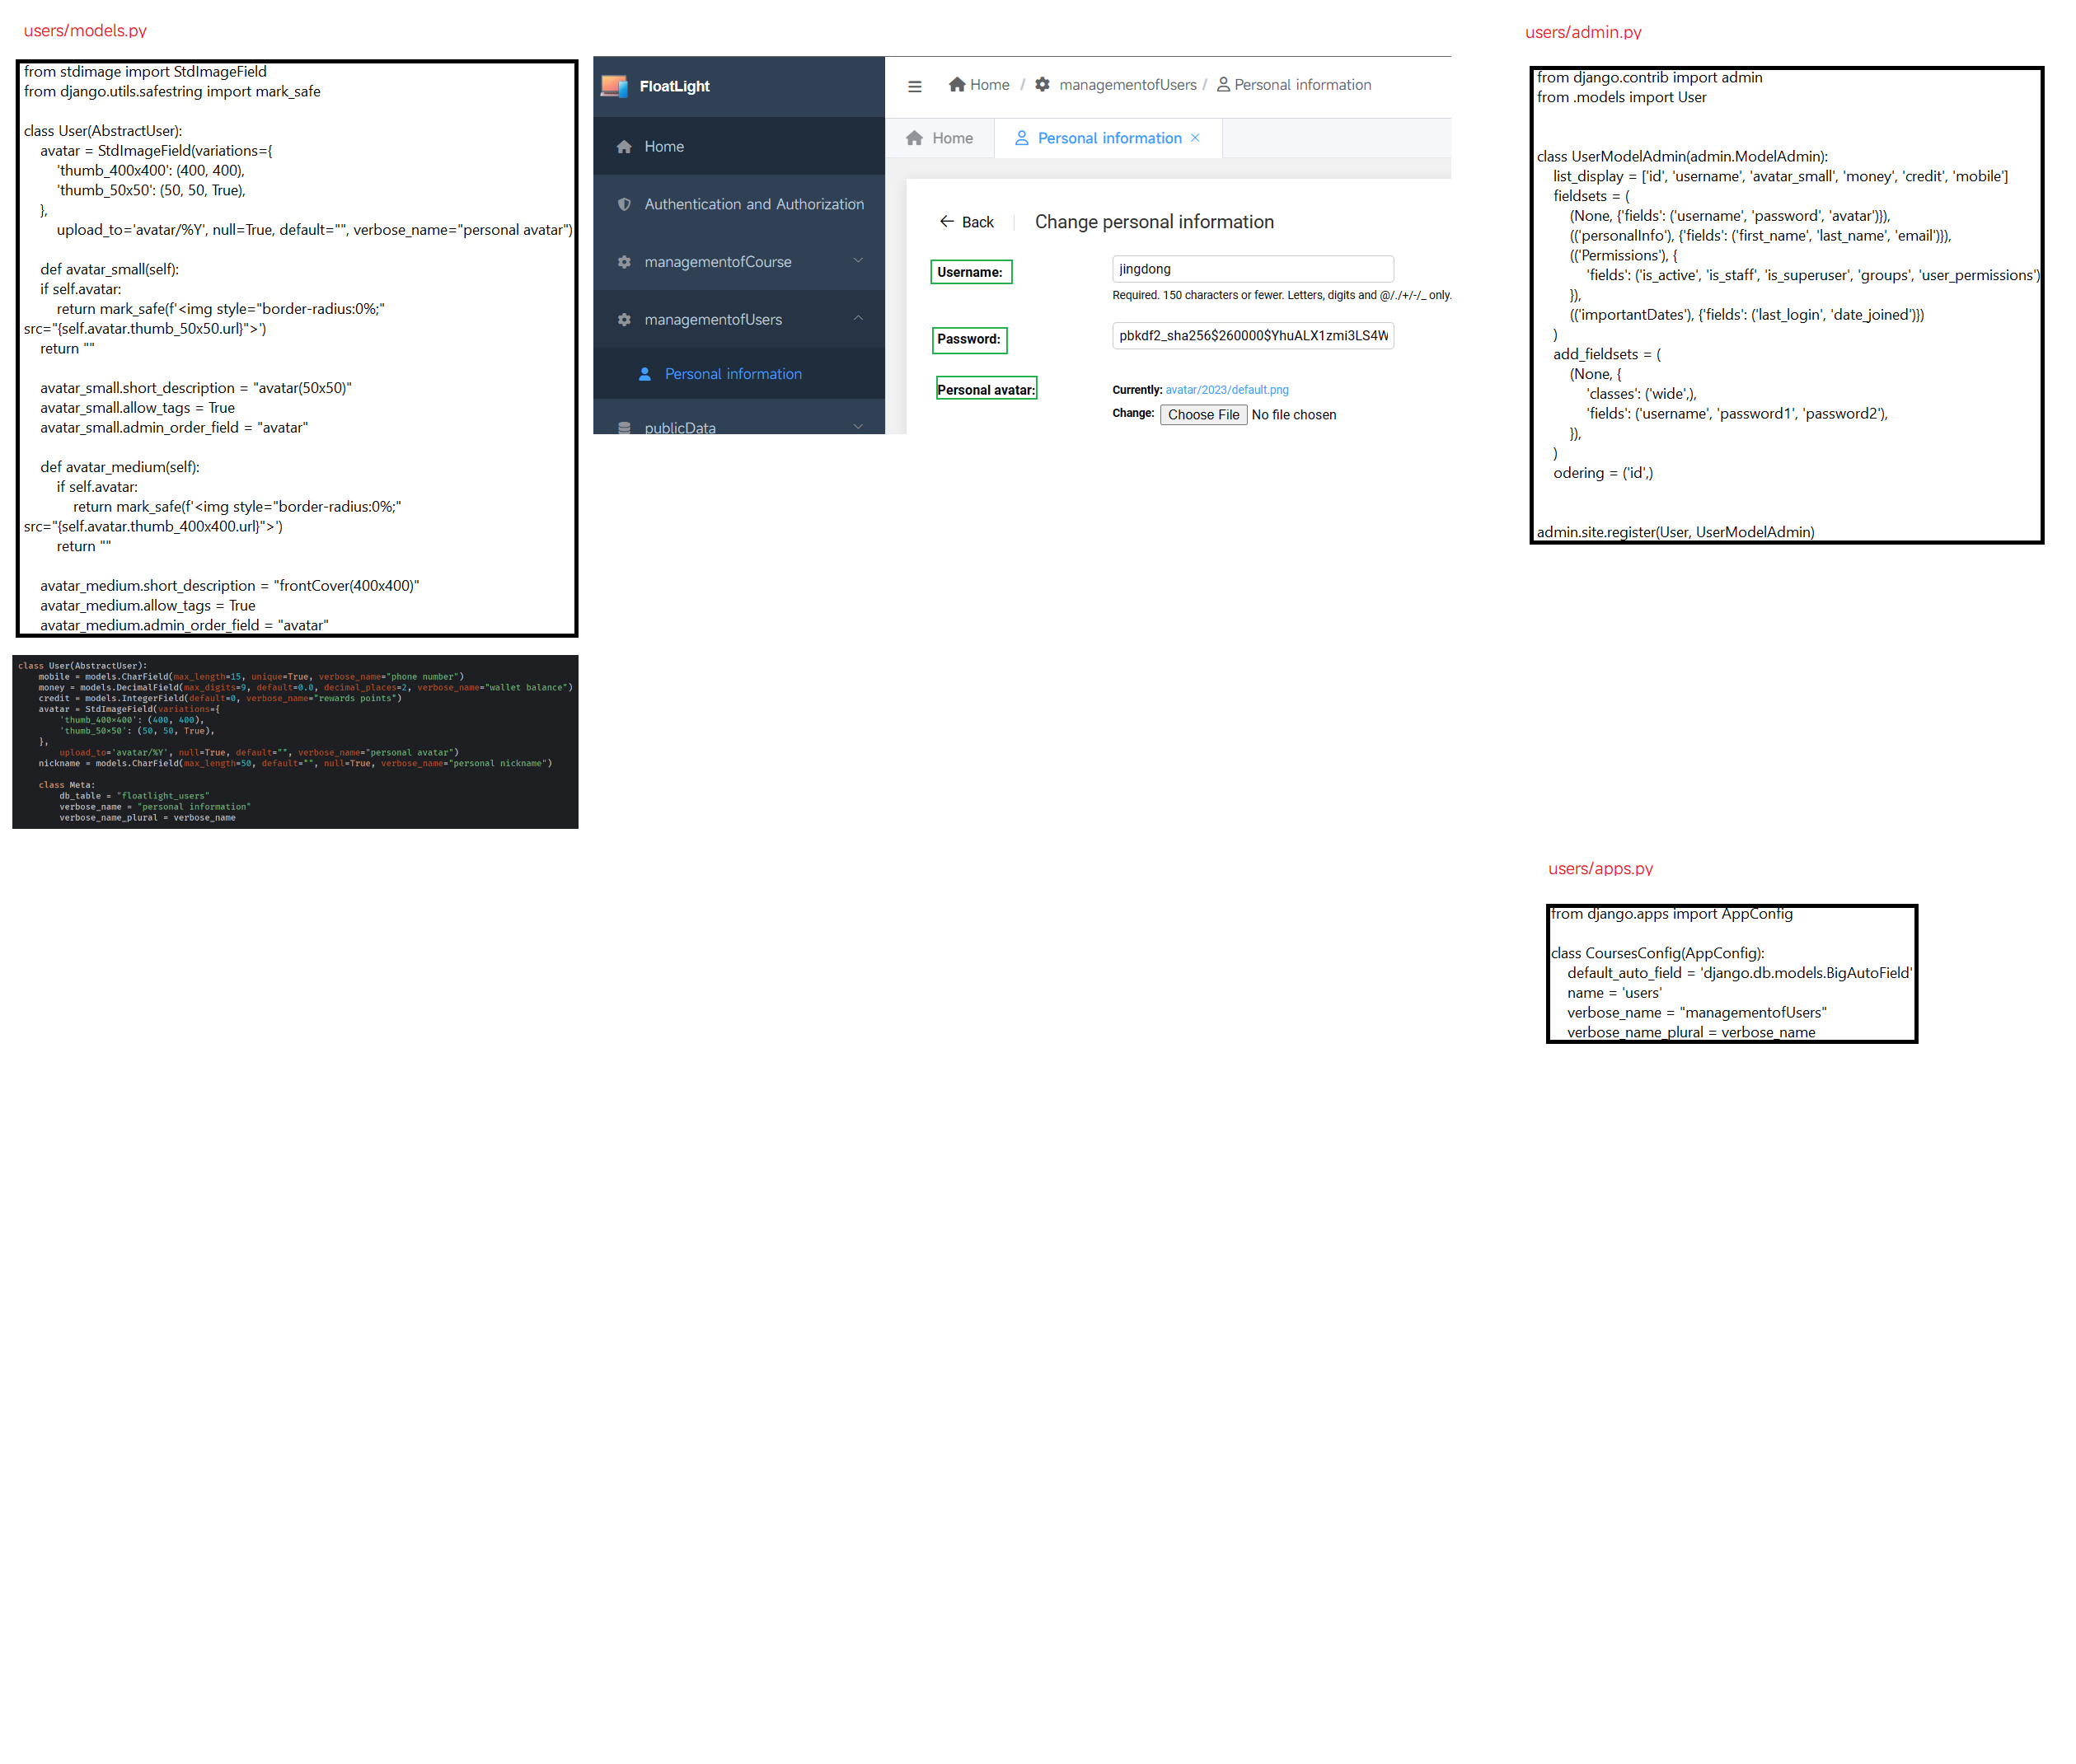 users/models.py
from stdimage import StdImageField
from django.utils.safestring import mark_safe
class User(AbstractUser):
    avatar = StdImageField(variations={
        'thumb_400x400': (400, 400),
        'thumb_50x50': (50, 50, True),
    },
        upload_to='avatar/%Y', null=True, default="", verbose_name="personal avatar")
    def avatar_small(self):
    if self.avatar:
        return mark_safe(f'<img style="border-radius:0%;"
src="{self.avatar.thumb_50x50.url}">')
    return ""
    avatar_small.short_description = "avatar(50x50)"
    avatar_small.allow_tags = True
    avatar_small.admin_order_field = "avatar"
    def avatar_medium(self):
        if self.avatar:
            return mark_safe(f'<img style="border-radius:0%;"
src="{self.avatar.thumb_400x400.url}">')
        return ""
    avatar_medium.short_description = "frontCover(400x400)"
    avatar_medium.allow_tags = True
    avatar_medium.admin_order_field = "avatar"
class User(AbstractUser):
    mobile = models.CharField(max_length=15, unique=True, verbose_name="phone number")
    money = models.DecimalField(max_digits=9, default=0.0, decimal_places=2, verbose_name="wallet balance")
    credit = models.IntegerField(default=0, verbose_name="rewards points")
    avatar = StdImageField(variations={
        'thumb_400×400': (400, 400),
        'thumb_50×50': (50, 50, True),
    },
        upload_to='avatar/%Y', null=True, default="", verbose_name="personal avatar")
    nickname = models.CharField(max_length=50, default="", null=True, verbose_name="personal nickname")
    class Meta:
        db_table = "floatlight_users"
        verbose_name = "personal information"
        verbose_name_plural = verbose_name
FloatLight
Home
Authentication and Authorization
managementofCourse
managementofUsers
Personal information
publicData
Home / managementofUsers / Personal information
Home
Personal information ×
Back
Change personal information
Username:
jingdong
Required. 150 characters or fewer. Letters, digits and @/./+/-/_ only.
Password:
pbkdf2_sha256$260000$YhuALX1zmi3LS4W
Personal avatar:
Currently: avatar/2023/default.png
Change: Choose File No file chosen
users/admin.py
from django.contrib import admin
from .models import User
class UserModelAdmin(admin.ModelAdmin):
    list_display = ['id', 'username', 'avatar_small', 'money', 'credit', 'mobile']
    fieldsets = (
        (None, {'fields': ('username', 'password', 'avatar')}),
        (('personalInfo'), {'fields': ('first_name', 'last_name', 'email')}),
        (('Permissions'), {
            'fields': ('is_active', 'is_staff', 'is_superuser', 'groups', 'user_permissions')
        }),
        (('importantDates'), {'fields': ('last_login', 'date_joined')})
    )
    add_fieldsets = (
        (None, {
            'classes': ('wide',),
            'fields': ('username', 'password1', 'password2'),
        }),
    )
    odering = ('id',)
admin.site.register(User, UserModelAdmin)
users/apps.py
from django.apps import AppConfig
class CoursesConfig(AppConfig):
    default_auto_field = 'django.db.models.BigAutoField'
    name = 'users'
    verbose_name = "managementofUsers"
    verbose_name_plural = verbose_name